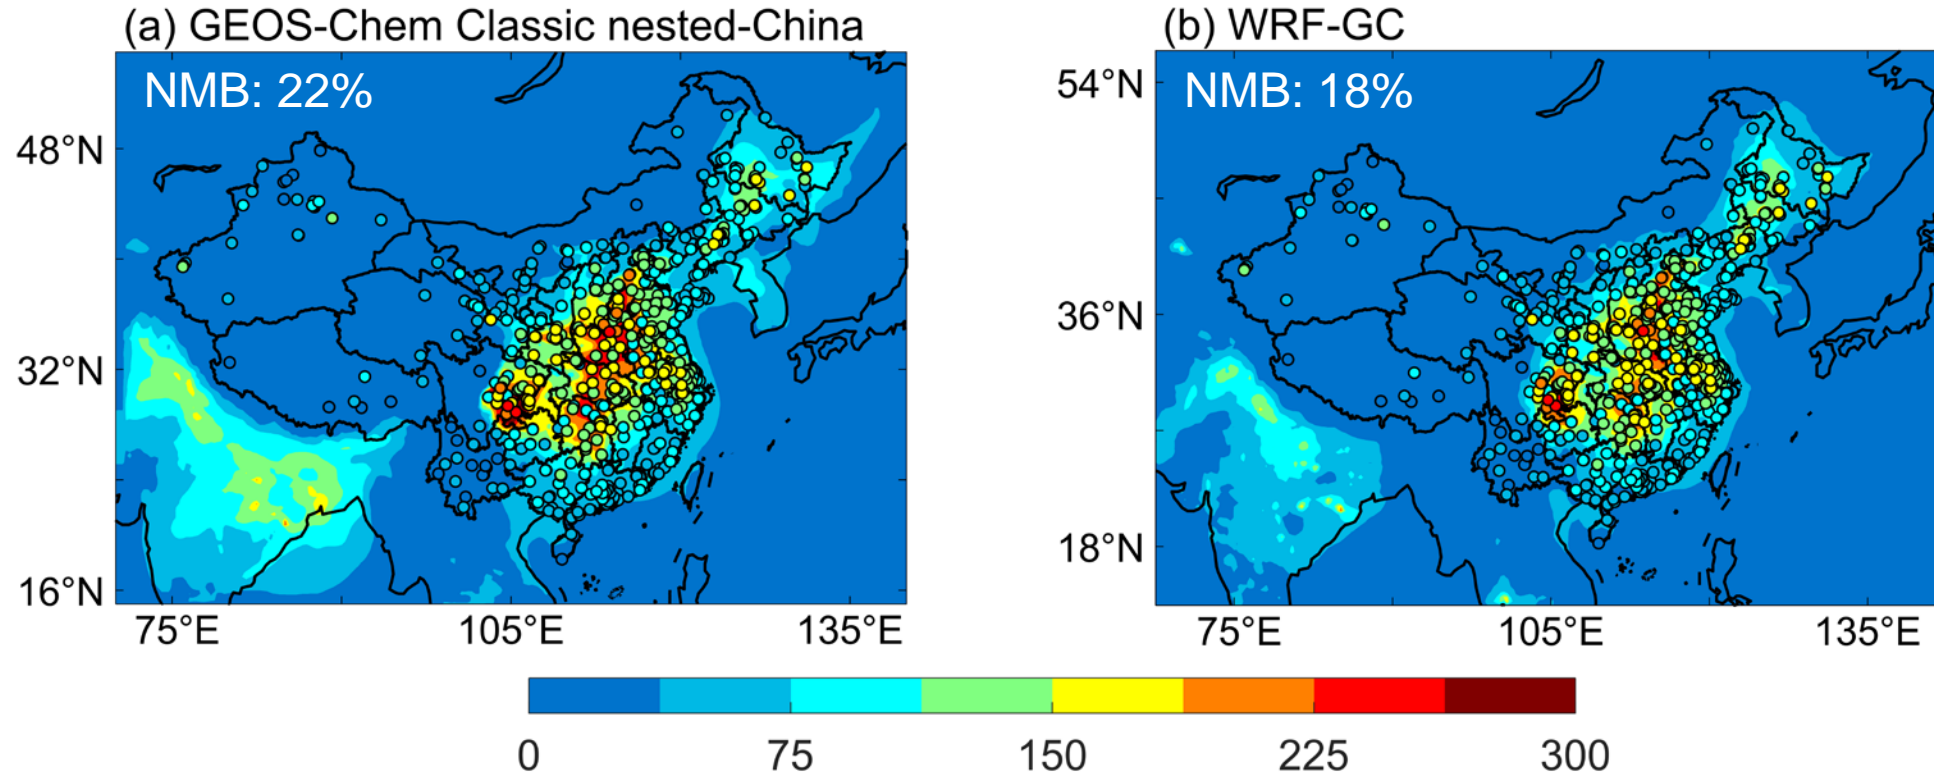 (a) GEOS-Chem Classic nested-China
NMB: 22%
48°N
32°N
16°N
75°E 105°E 135°E
(b) WRF-GC
NMB: 18%
54°N
36°N
18°N
75°E 105°E 135°E
0 75 150 225 300